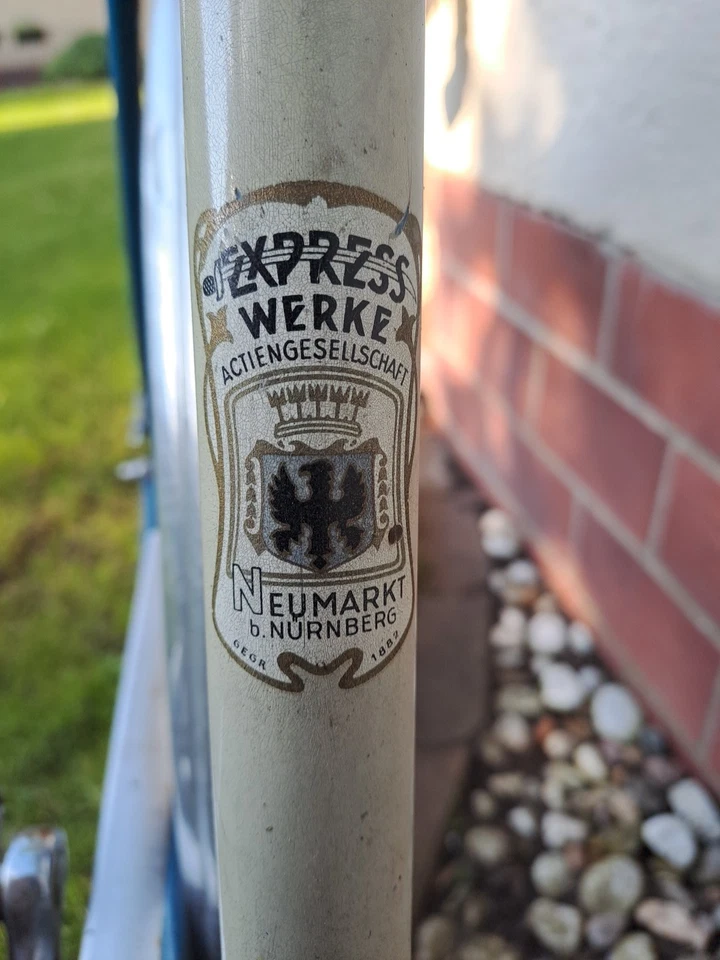 EXPRESS
WERKE
ACTIENGESELLSCHAFT
NEUMARKT
b. NÜRNBERG
GEGR. 1882